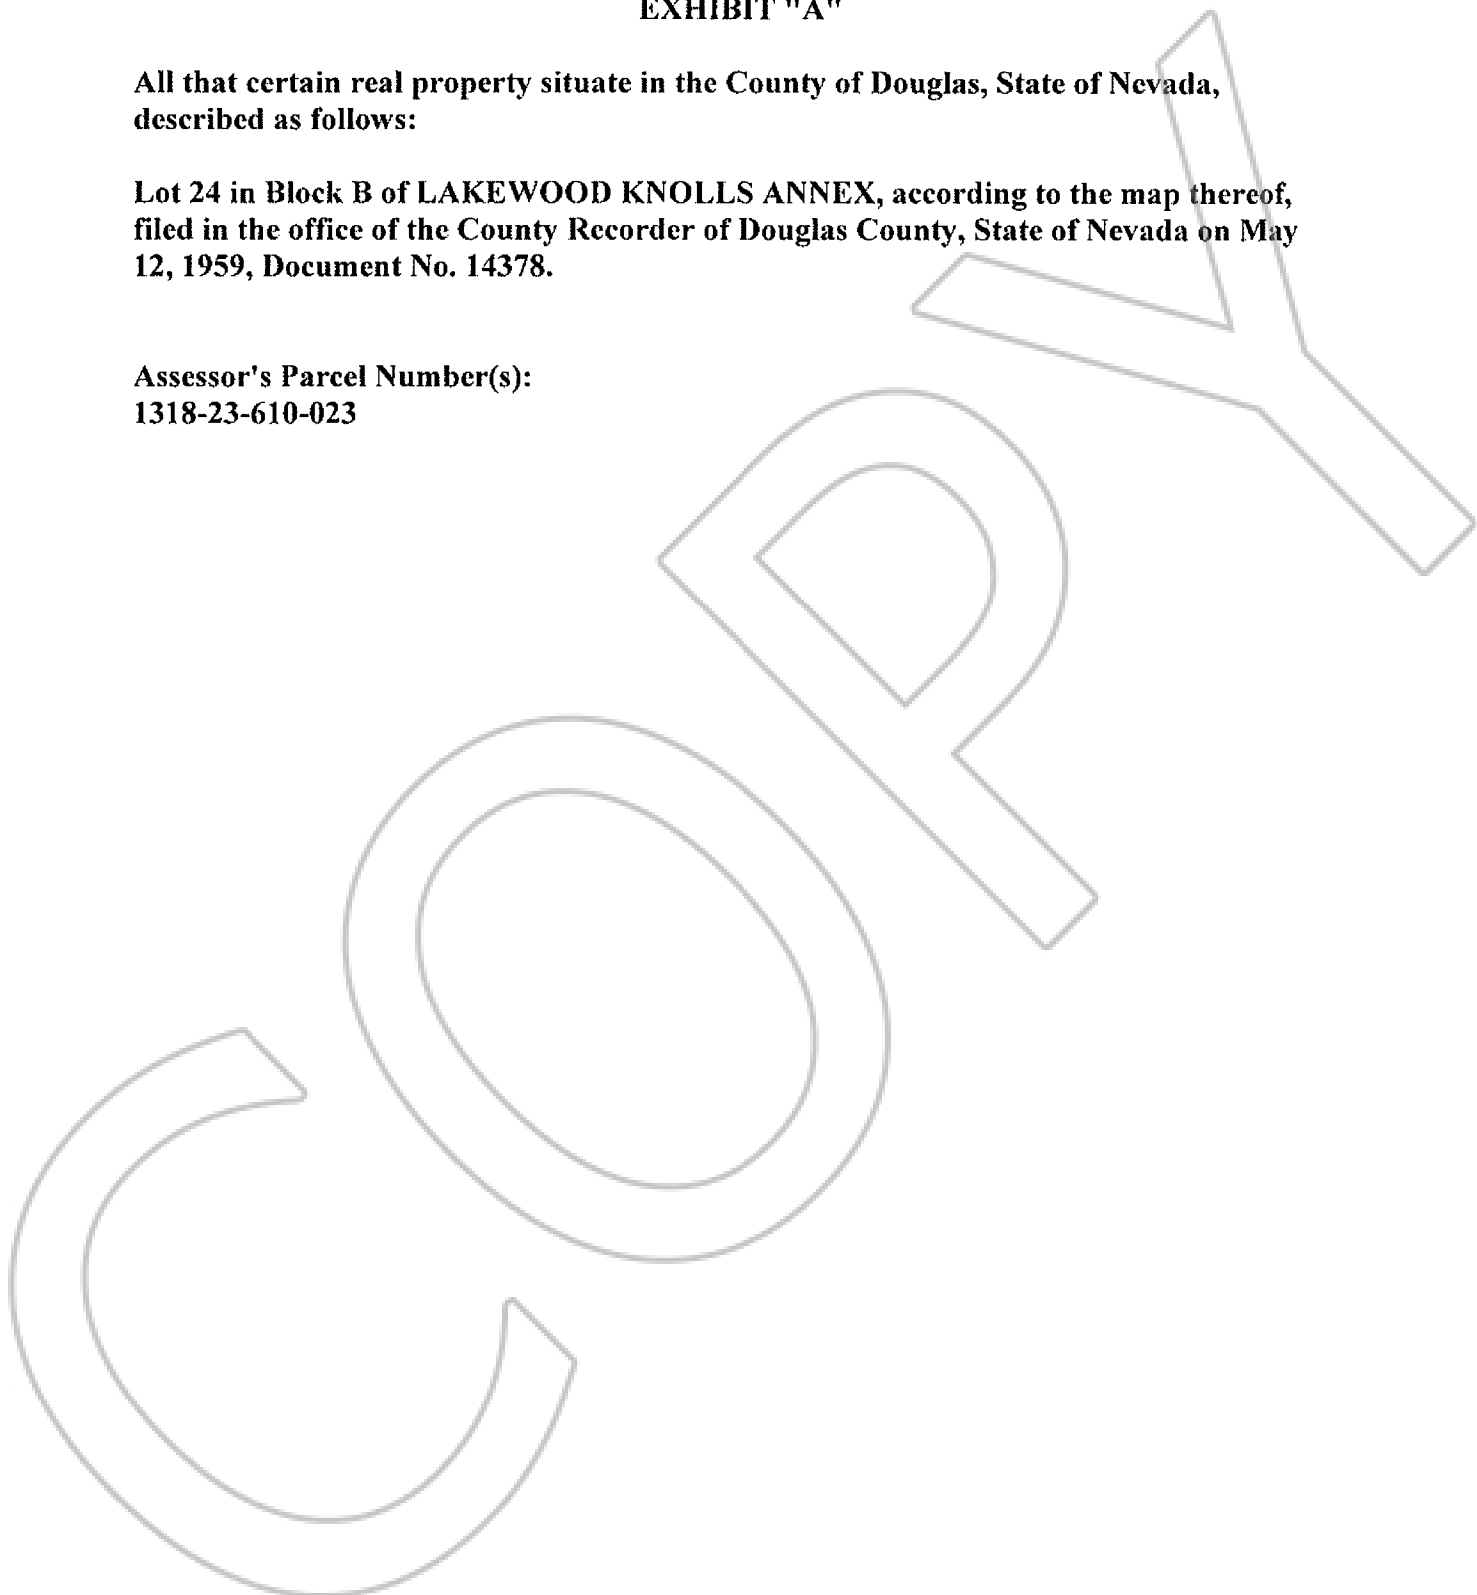 EXHIBIT "A"
All that certain real property situate in the County of Douglas, State of Nevada,
described as follows:
Lot 24 in Block B of LAKEWOOD KNOLLS ANNEX, according to the map thereof,
filed in the office of the County Recorder of Douglas County, State of Nevada on May
12, 1959, Document No. 14378.
Assessor's Parcel Number(s):
1318-23-610-023
COPY